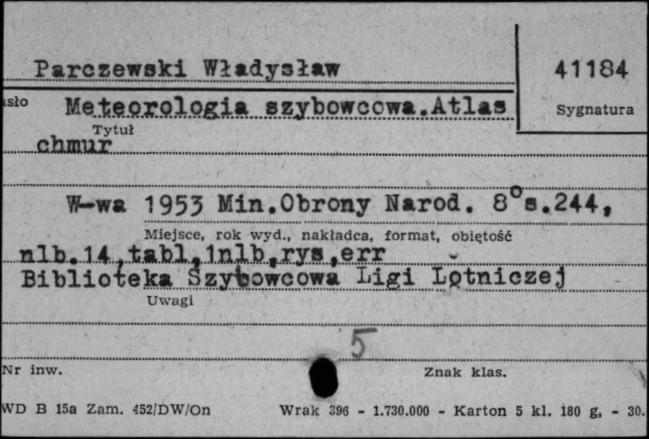 Parczewski Władysław
41184
sło Meteorologia szybowcowa.Atlas
Sygnatura
Tytuł
chmur
W-wa 1953 Min.Obrony Narod. 8° s.244,
Miejsce, rok wyd., nakładca, format, objętość
nlb.14,tabl,1nlb,rys,err
Biblioteka Szybowcowa Ligi Lotniczej
Uwagi
5
Nr inw.
Znak klas.
WD B 15a Zam. 452/DW/On Wrak 396 - 1.730.000 - Karton 5 kl. 180 g, - 30.